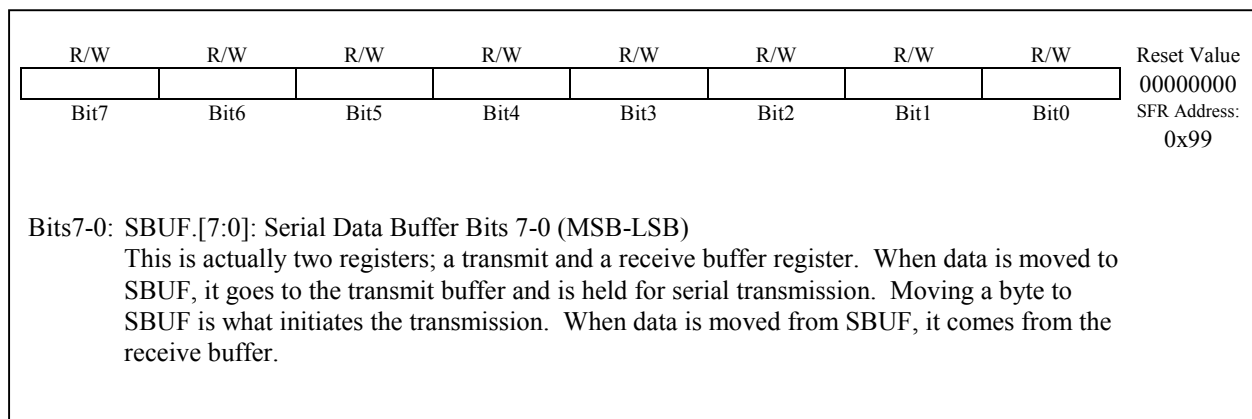 R/W R/W R/W R/W R/W R/W R/W R/W Reset Value
00000000
Bit7 Bit6 Bit5 Bit4 Bit3 Bit2 Bit1 Bit0 SFR Address:
0x99
Bits7-0: SBUF.[7:0]: Serial Data Buffer Bits 7-0 (MSB-LSB)
This is actually two registers; a transmit and a receive buffer register. When data is moved to
SBUF, it goes to the transmit buffer and is held for serial transmission. Moving a byte to
SBUF is what initiates the transmission. When data is moved from SBUF, it comes from the
receive buffer.